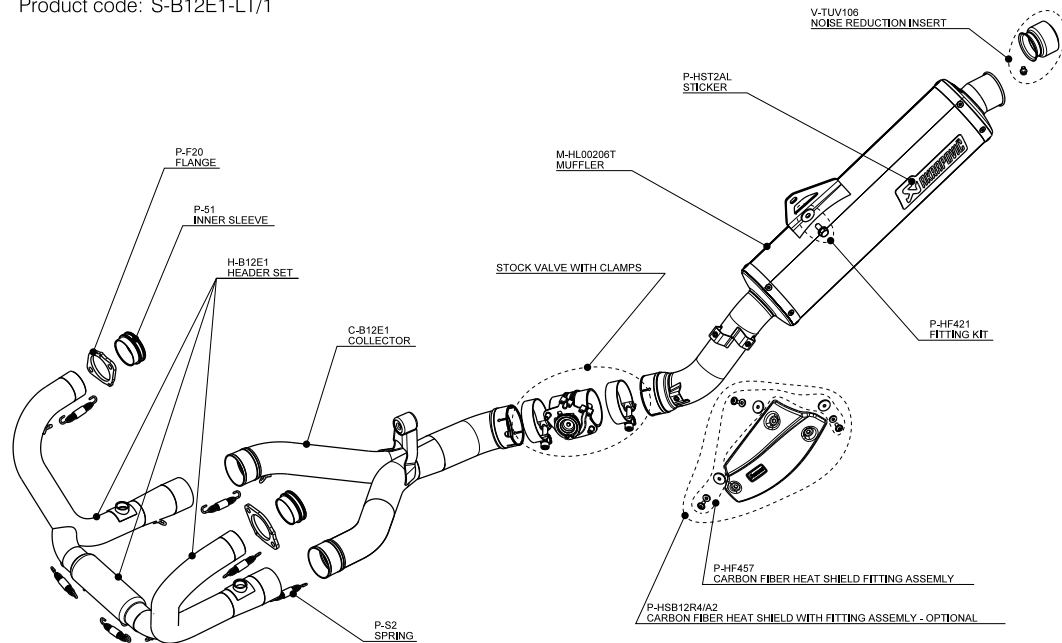 Product code: S-B12E1-LT/1
V-TUV106
NOISE REDUCTION INSERT
P-HST2AL
STICKER
P-F20
FLANGE
M-HL00206T
MUFFLER
AKRAPOVIČ
P-51
INNER SLEEVE
H-B12E1
HEADER SET
STOCK VALVE WITH CLAMPS
C-B12E1
COLLECTOR
P-HF421
FITTING KIT
P-HF457
CARBON FIBER HEAT SHIELD FITTING ASSEMLY
P-HSB12R4/A2
CARBON FIBER HEAT SHIELD WITH FITTING ASSEMLY - OPTIONAL
P-S2
SPRING